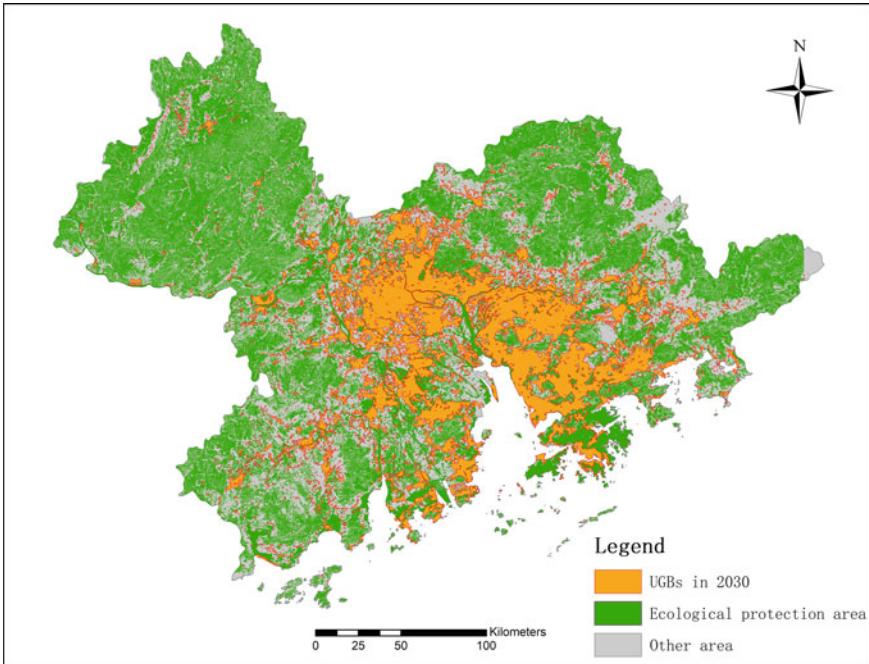 N
Legend
UGBs in 2030
Ecological protection area
Other area
Kilometers
0 25 50 100